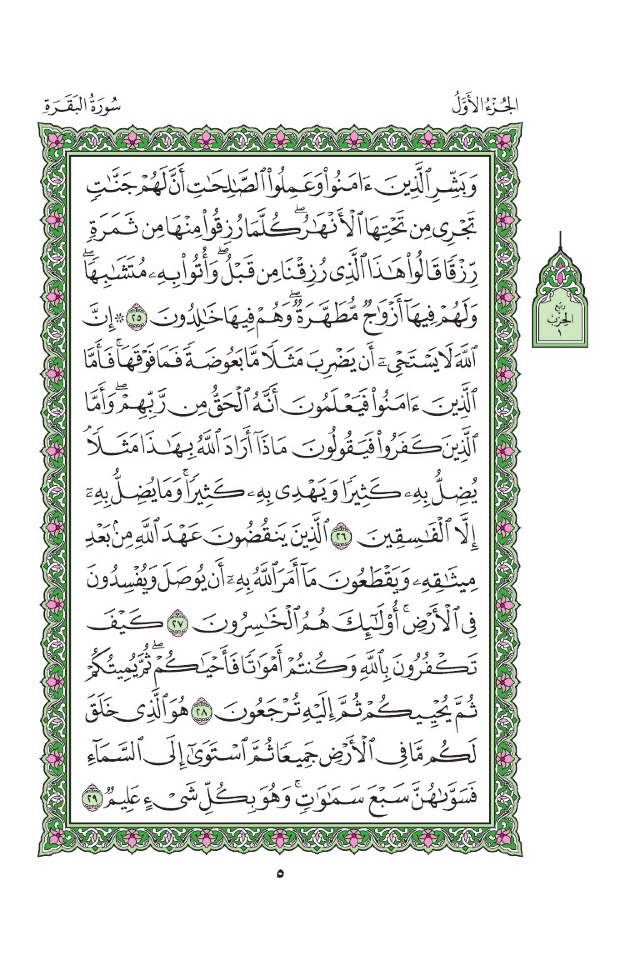 الجُزْءُ الأَوَّلُ
سُورَةُ البَقَرَةِ
وَبَشِّرِ ٱلَّذِينَ ءَامَنُوا۟ وَعَمِلُوا۟ ٱلصَّـٰلِحَـٰتِ أَنَّ لَهُمْ جَنَّـٰتٍ
تَجْرِى مِن تَحْتِهَا ٱلْأَنْهَـٰرُ ۖ كُلَّمَا رُزِقُوا۟ مِنْهَا مِن ثَمَرَةٍ
رِّزْقًا قَالُوا۟ هَـٰذَا ٱلَّذِى رُزِقْنَا مِن قَبْلُ ۖ وَأُتُوا۟ بِهِۦ مُتَشَـٰبِهًا ۖ
وَلَهُمْ فِيهَآ أَزْوَٰجٌ مُّطَهَّرَةٌ ۖ وَهُمْ فِيهَا خَـٰلِدُونَ ٢٥ ۞ إِنَّ
ٱللَّهَ لَا يَسْتَحْىِۦٓ أَن يَضْرِبَ مَثَلًا مَّا بَعُوضَةً فَمَا فَوْقَهَا ۚ فَأَمَّا
ٱلَّذِينَ ءَامَنُوا۟ فَيَعْلَمُونَ أَنَّهُ ٱلْحَقُّ مِن رَّبِّهِمْ ۖ وَأَمَّا
ٱلَّذِينَ كَفَرُوا۟ فَيَقُولُونَ مَاذَآ أَرَادَ ٱللَّهُ بِهَـٰذَا مَثَلًا ۘ
يُضِلُّ بِهِۦ كَثِيرًا وَيَهْدِى بِهِۦ كَثِيرًا ۚ وَمَا يُضِلُّ بِهِۦٓ
إِلَّا ٱلْفَـٰسِقِينَ ٢٦ ٱلَّذِينَ يَنقُضُونَ عَهْدَ ٱللَّهِ مِنۢ بَعْدِ
مِيثَـٰقِهِۦ وَيَقْطَعُونَ مَآ أَمَرَ ٱللَّهُ بِهِۦٓ أَن يُوصَلَ وَيُفْسِدُونَ
فِى ٱلْأَرْضِ ۚ أُو۟لَـٰٓئِكَ هُمُ ٱلْخَـٰسِرُونَ ٢٧ كَيْفَ
تَكْفُرُونَ بِٱللَّهِ وَكُنتُمْ أَمْوَٰتًا فَأَحْيَـٰكُمْ ۖ ثُمَّ يُمِيتُكُمْ
ثُمَّ يُحْيِيكُمْ ثُمَّ إِلَيْهِ تُرْجَعُونَ ٢٨ هُوَ ٱلَّذِى خَلَقَ
لَكُم مَّا فِى ٱلْأَرْضِ جَمِيعًا ثُمَّ ٱسْتَوَىٰٓ إِلَى ٱلسَّمَآءِ
فَسَوَّىٰهُنَّ سَبْعَ سَمَـٰوَٰتٍ ۚ وَهُوَ بِكُلِّ شَىْءٍ عَلِيمٌ ٢٩
ربع
الحزب
١
٥